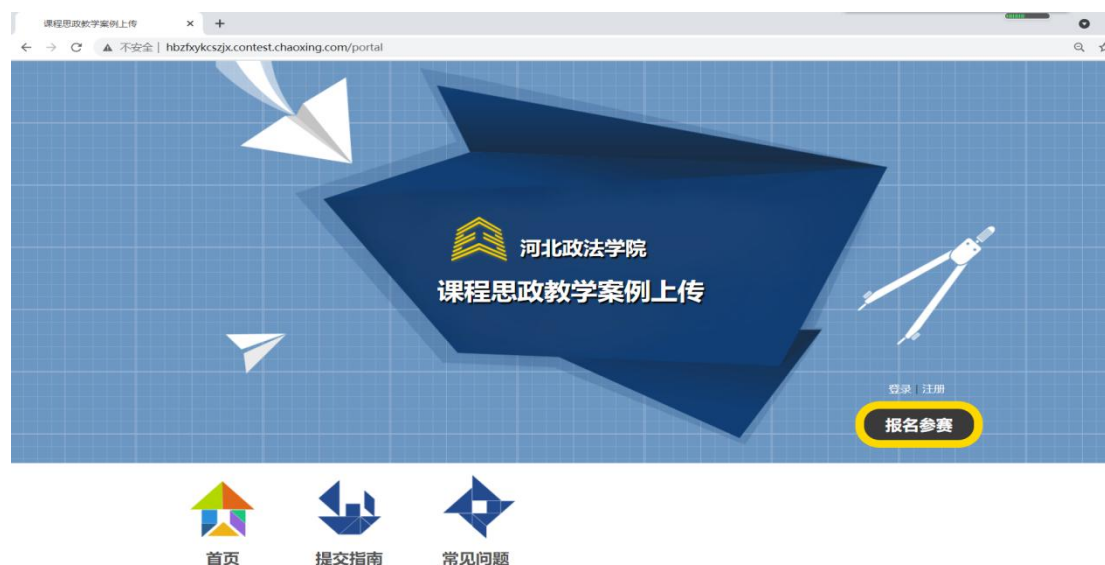 课程思政教学案例上传
不安全 | hbzfxykcszjx.contest.chaoxing.com/portal
河北政法学院
课程思政教学案例上传
登录 | 注册
报名参赛
首页 提交指南 常见问题